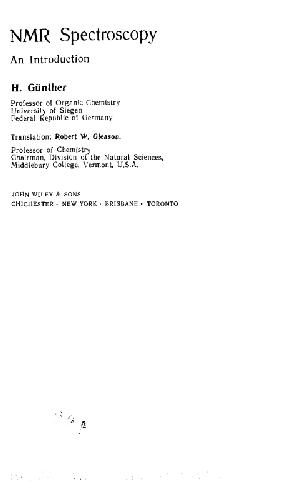 NMR Spectroscopy
An Introduction
H. Günther
Professor of Organic Chemistry
University of Siegen
Federal Republic of Germany
Translation: Robert W. Gleason.
Professor of Chemistry
Chairman, Division of the Natural Sciences,
Middlebury College, Vermont, U.S.A.
JOHN WILEY & SONS
CHICHESTER · NEW YORK · BRISBANE · TORONTO